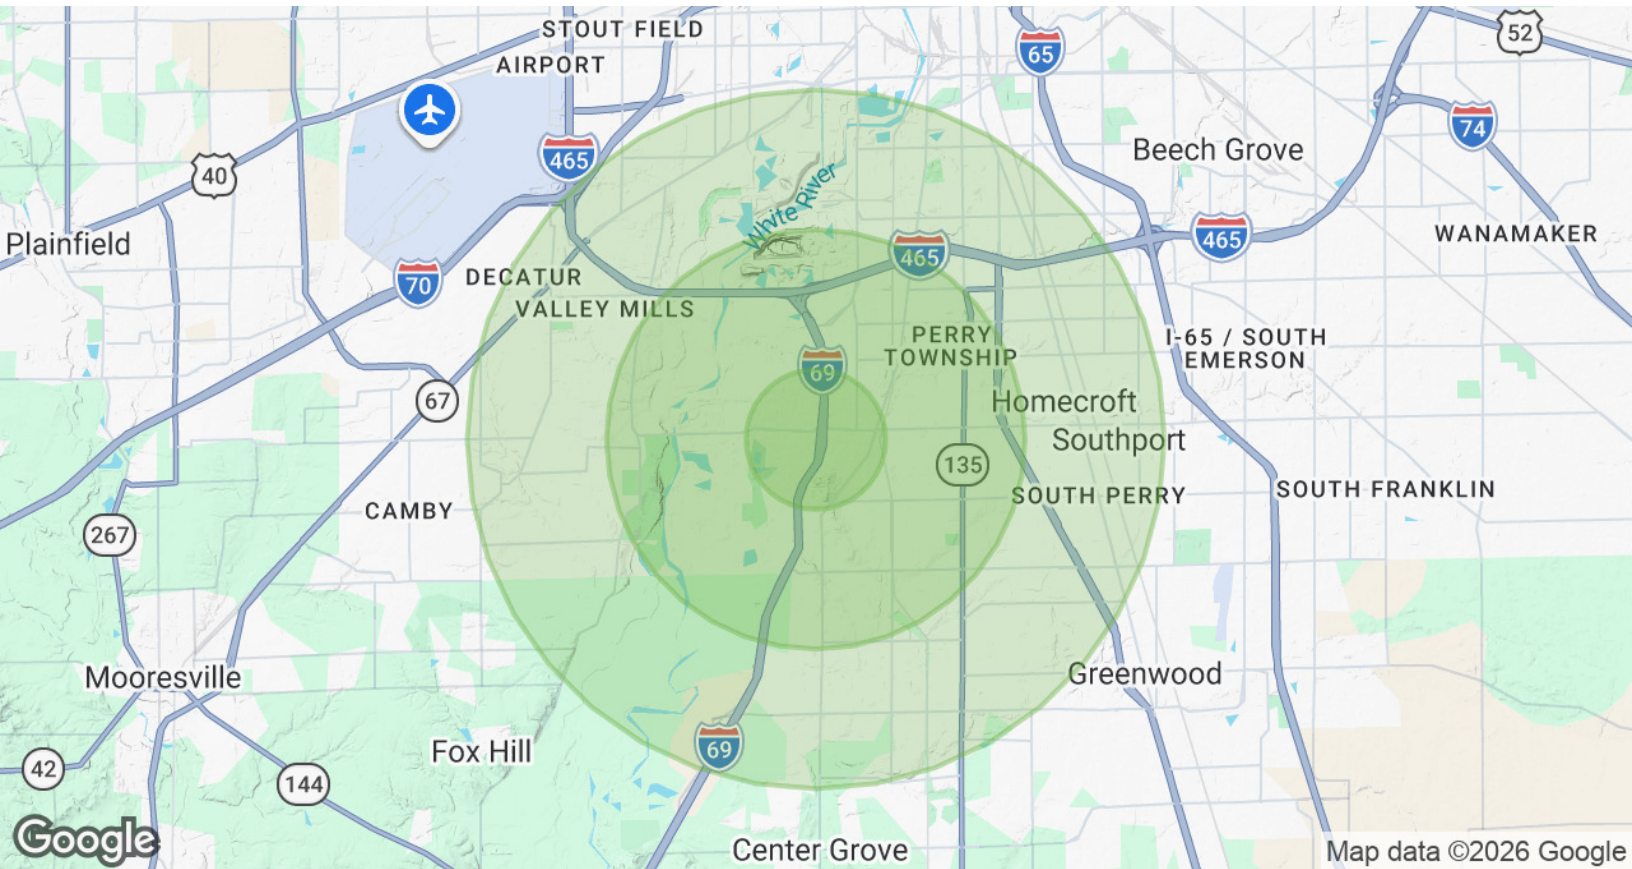 STOUT FIELD
AIRPORT
65
52
74
465
Beech Grove
40
White River
Plainfield
465
465
WANAMAKER
70
DECATUR
VALLEY MILLS
PERRY
TOWNSHIP
I-65 / SOUTH
EMERSON
69
67
Homecroft
Southport
135
CAMBY
SOUTH PERRY
SOUTH FRANKLIN
267
Mooresville
Greenwood
69
Fox Hill
42
144
Google
Center Grove
Map data ©2026 Google